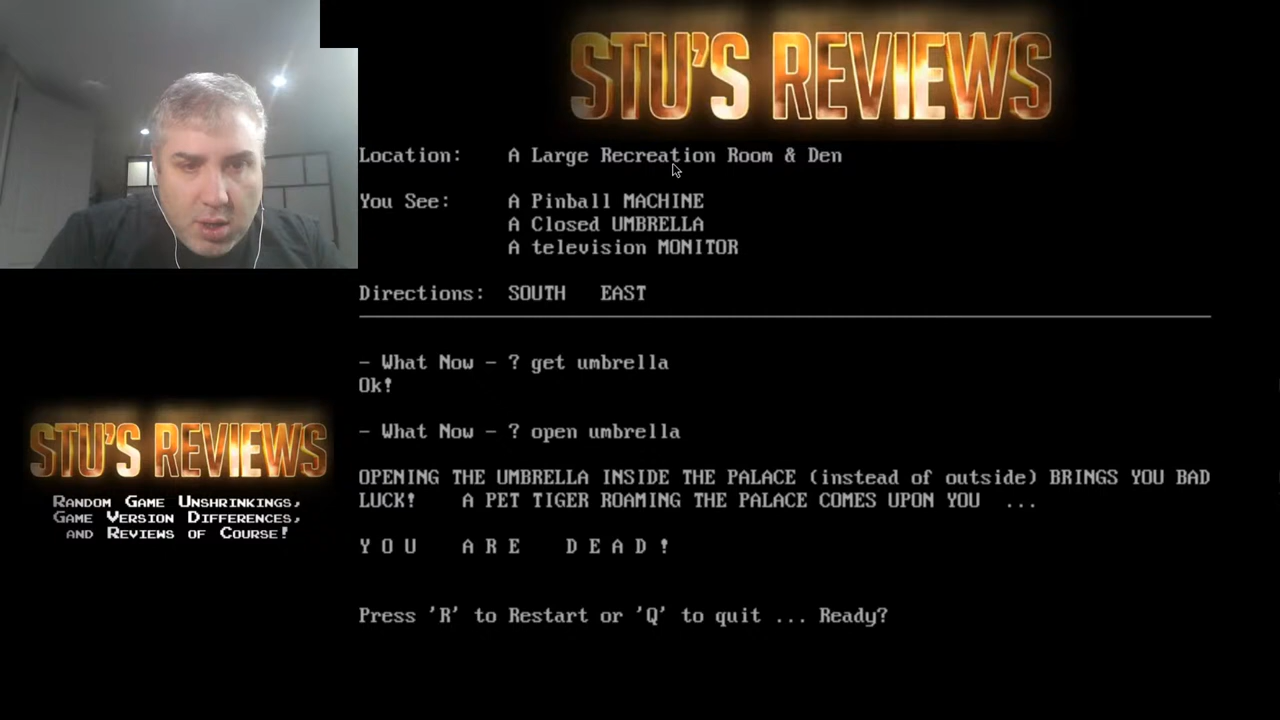 STU'S REVIEWS
Location: A Large Recreation Room & Den
You See: A Pinball MACHINE
A Closed UMBRELLA
A television MONITOR
Directions: SOUTH EAST
- What Now - ? get umbrella
Ok!
- What Now - ? open umbrella
OPENING THE UMBRELLA INSIDE THE PALACE (instead of outside) BRINGS YOU BAD
LUCK! A PET TIGER ROAMING THE PALACE COMES UPON YOU ...
Y O U A R E D E A D !
Press 'R' to Restart or 'Q' to quit ... Ready?
STU'S REVIEWS
RANDOM GAME UNSHRINKINGS,
GAME VERSION DIFFERENCES,
AND REVIEWS OF COURSE!